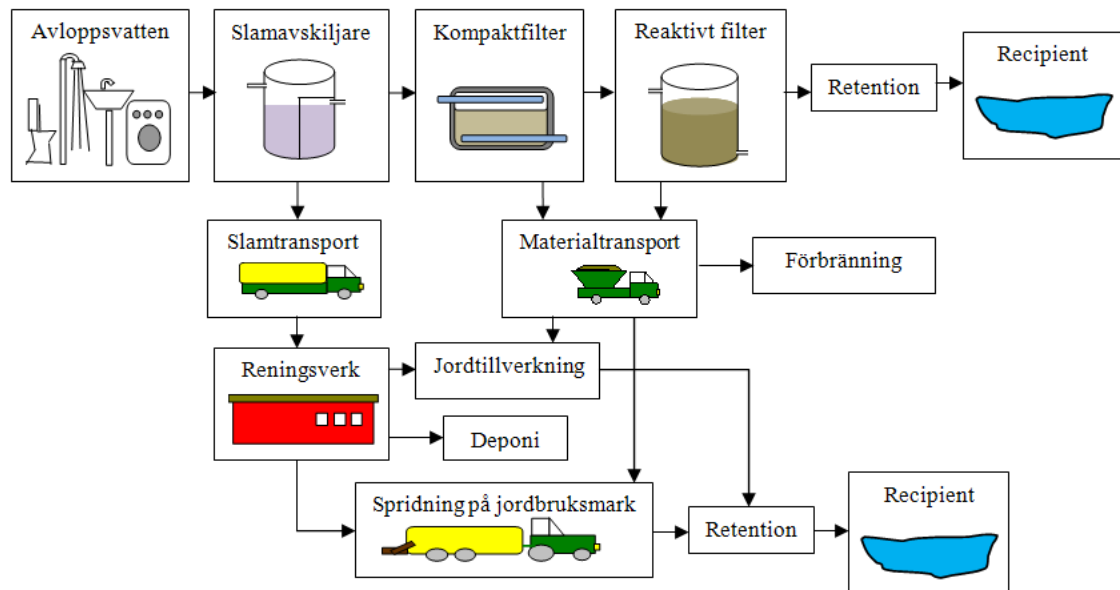 Avloppsvatten
Slamavskiljare
Kompaktfilter
Reaktivt filter
Retention
Recipient
Slamtransport
Materialtransport
Förbränning
Reningsverk
Jordtillverkning
Deponi
Spridning på jordbruksmark
Retention
Recipient